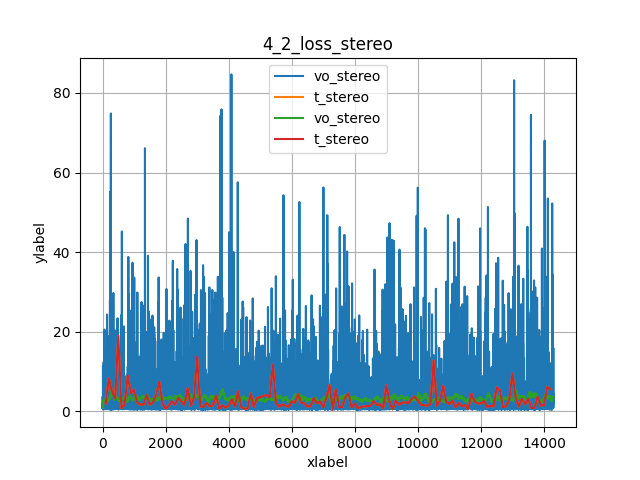 4_2_loss_stereo
vo_stereo
t_stereo
vo_stereo
t_stereo
80
60
40
20
0
ylabel
0 2000 4000 6000 8000 10000 12000 14000
xlabel